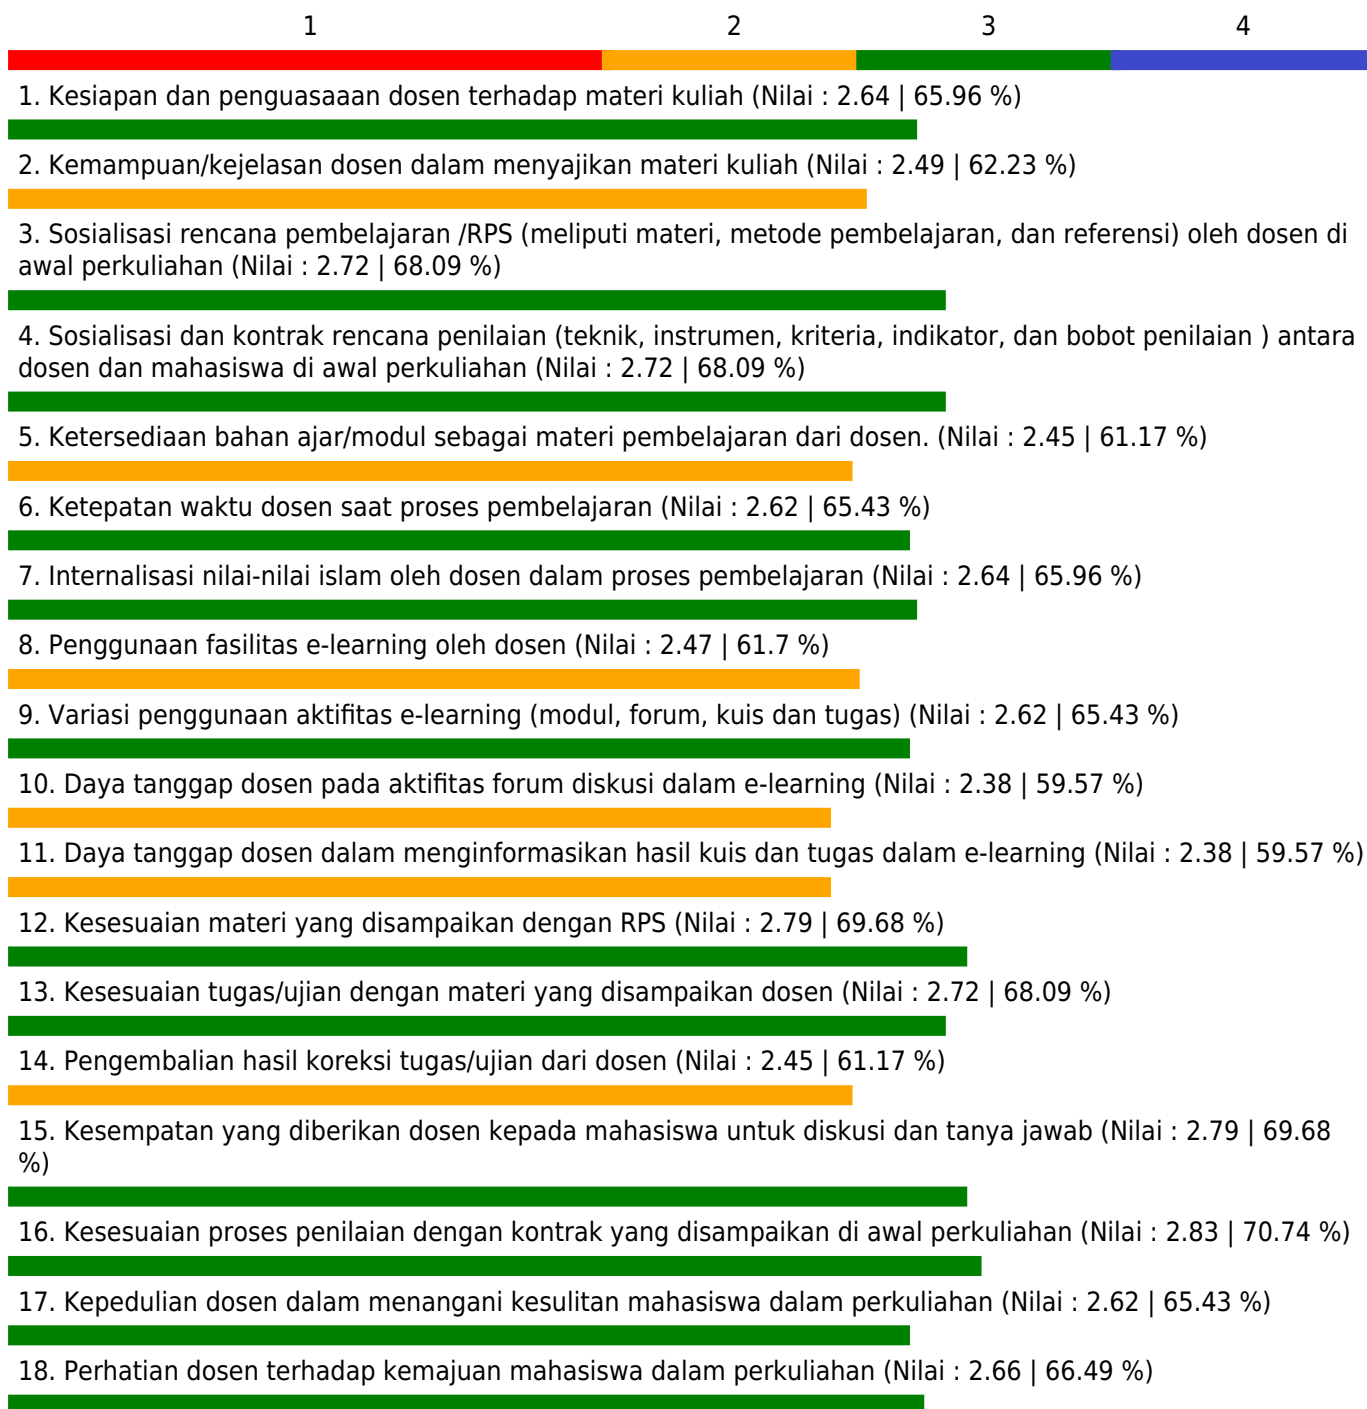 1 2 3 4
1. Kesiapan dan penguasaaan dosen terhadap materi kuliah (Nilai : 2.64 | 65.96 %)
2. Kemampuan/kejelasan dosen dalam menyajikan materi kuliah (Nilai : 2.49 | 62.23 %)
3. Sosialisasi rencana pembelajaran /RPS (meliputi materi, metode pembelajaran, dan referensi) oleh dosen di
awal perkuliahan (Nilai : 2.72 | 68.09 %)
4. Sosialisasi dan kontrak rencana penilaian (teknik, instrumen, kriteria, indikator, dan bobot penilaian ) antara
dosen dan mahasiswa di awal perkuliahan (Nilai : 2.72 | 68.09 %)
5. Ketersediaan bahan ajar/modul sebagai materi pembelajaran dari dosen. (Nilai : 2.45 | 61.17 %)
6. Ketepatan waktu dosen saat proses pembelajaran (Nilai : 2.62 | 65.43 %)
7. Internalisasi nilai-nilai islam oleh dosen dalam proses pembelajaran (Nilai : 2.64 | 65.96 %)
8. Penggunaan fasilitas e-learning oleh dosen (Nilai : 2.47 | 61.7 %)
9. Variasi penggunaan aktifitas e-learning (modul, forum, kuis dan tugas) (Nilai : 2.62 | 65.43 %)
10. Daya tanggap dosen pada aktifitas forum diskusi dalam e-learning (Nilai : 2.38 | 59.57 %)
11. Daya tanggap dosen dalam menginformasikan hasil kuis dan tugas dalam e-learning (Nilai : 2.38 | 59.57 %)
12. Kesesuaian materi yang disampaikan dengan RPS (Nilai : 2.79 | 69.68 %)
13. Kesesuaian tugas/ujian dengan materi yang disampaikan dosen (Nilai : 2.72 | 68.09 %)
14. Pengembalian hasil koreksi tugas/ujian dari dosen (Nilai : 2.45 | 61.17 %)
15. Kesempatan yang diberikan dosen kepada mahasiswa untuk diskusi dan tanya jawab (Nilai : 2.79 | 69.68
%)
16. Kesesuaian proses penilaian dengan kontrak yang disampaikan di awal perkuliahan (Nilai : 2.83 | 70.74 %)
17. Kepedulian dosen dalam menangani kesulitan mahasiswa dalam perkuliahan (Nilai : 2.62 | 65.43 %)
18. Perhatian dosen terhadap kemajuan mahasiswa dalam perkuliahan (Nilai : 2.66 | 66.49 %)